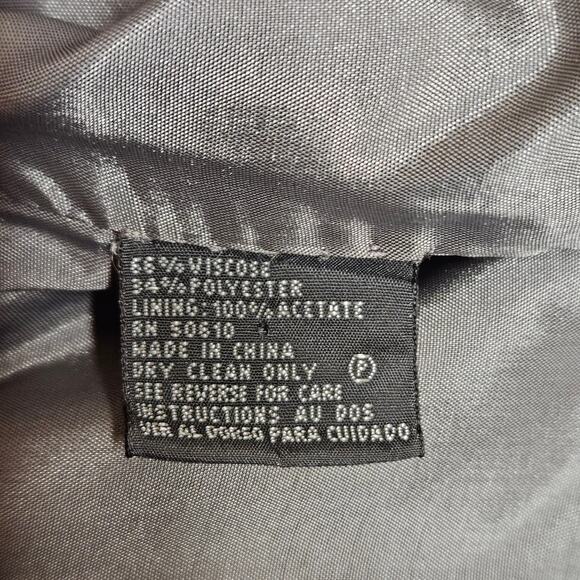 66% VISCOSE
34% POLYESTER
LINING: 100% ACETATE
RN 50610
MADE IN CHINA
DRY CLEAN ONLY Ⓟ
SEE REVERSE FOR CARE
INSTRUCTIONS AU DOS
VER AL DORSO PARA CUIDADO